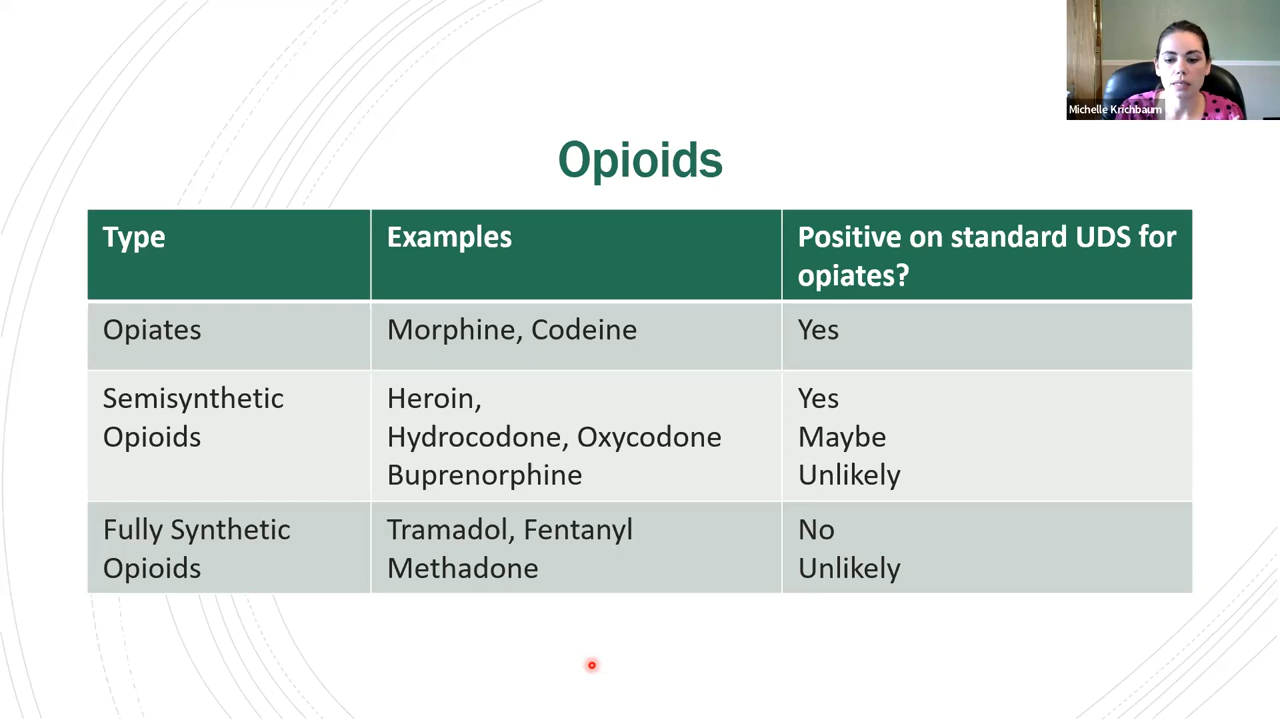 Michelle Krichbaum
Opioids
Type
Examples
Positive on standard UDS for
opiates?
Opiates
Morphine, Codeine
Yes
Semisynthetic
Opioids
Heroin,
Hydrocodone, Oxycodone
Buprenorphine
Yes
Maybe
Unlikely
Fully Synthetic
Opioids
Tramadol, Fentanyl
Methadone
No
Unlikely